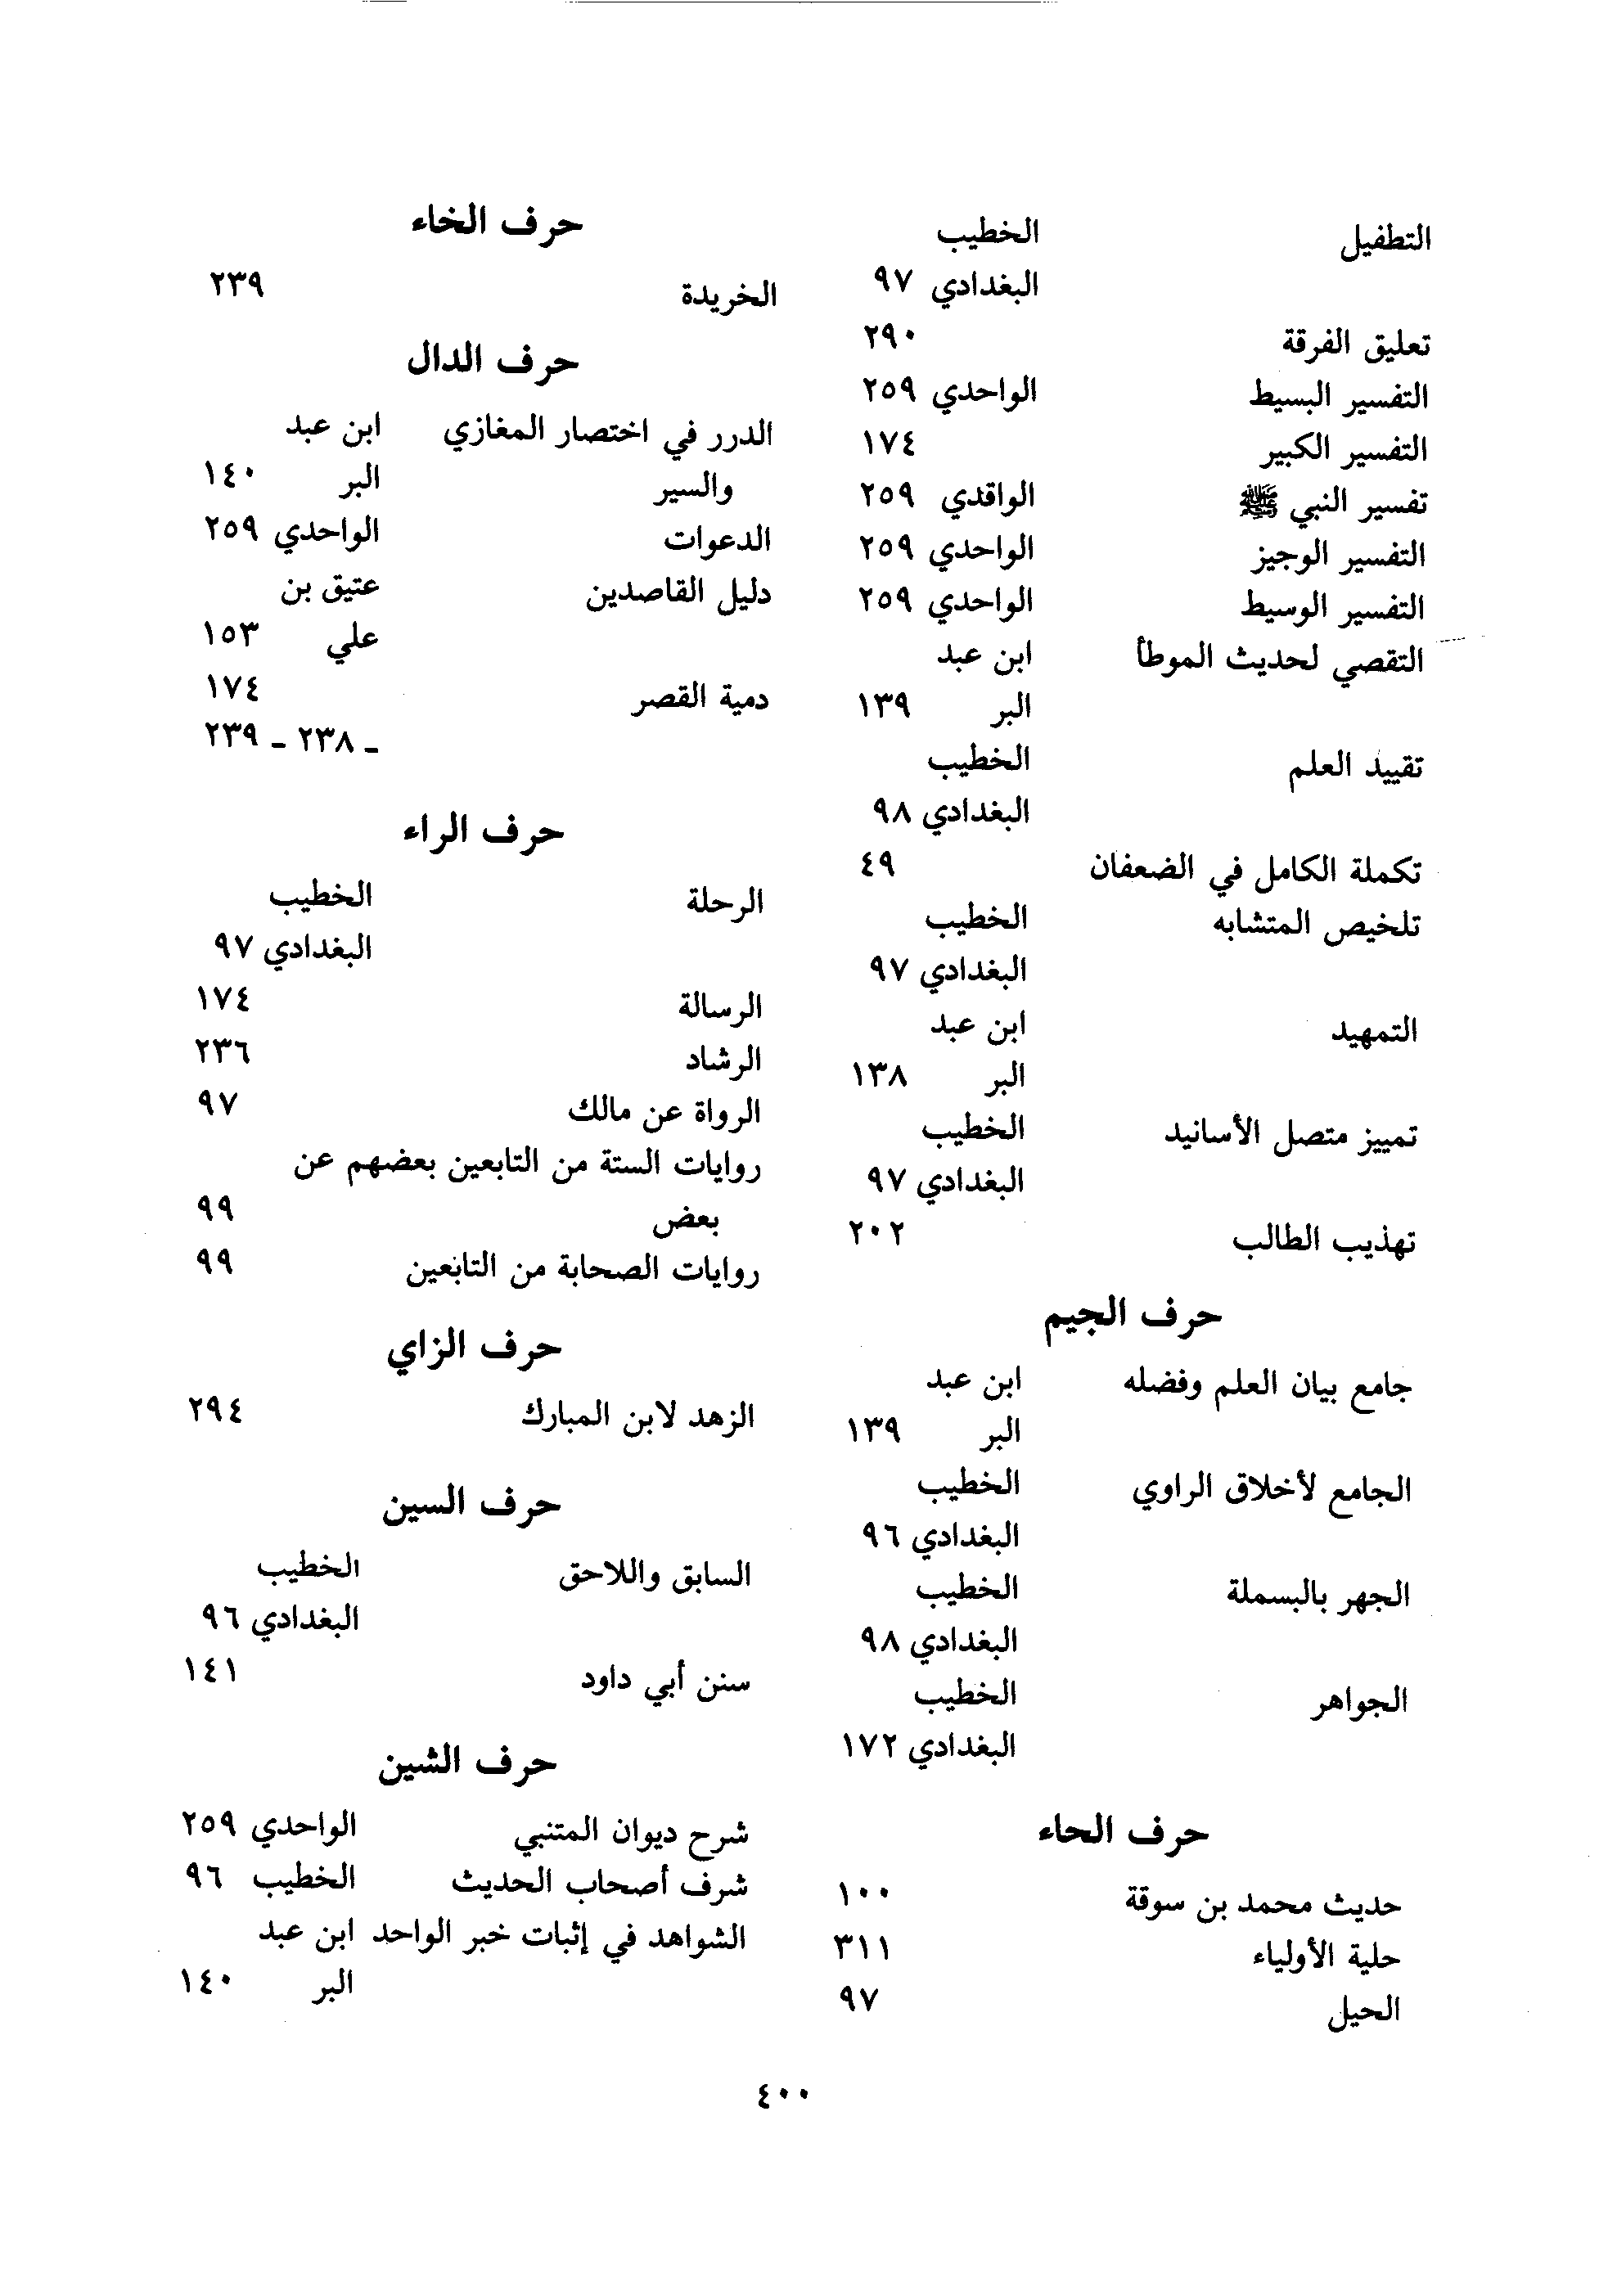 التطفيل الخطيب
البغدادي ٩٧
تعليق الفرقة ٢٩٠
التفسير البسيط الواحدي ٢٥٩
التفسير الكبير ١٧٤
تفسير النبي ﷺ الواقدي ٢٥٩
التفسير الوجيز الواحدي ٢٥٩
التفسير الوسيط الواحدي ٢٥٩
التقصي لحديث الموطأ ابن عبد
البر ١٣٩
تقييد العلم الخطيب
البغدادي ٩٨
تكملة الكامل في الضعفان ٤٩
تلخيص المتشابه الخطيب
البغدادي ٩٧
التمهيد ابن عبد
البر ١٣٨
تمييز متصل الأسانيد الخطيب
البغدادي ٩٧
تهذيب الطالب ٢٠٢
حرف الجيم
جامع بيان العلم وفضله ابن عبد
البر ١٣٩
الجامع لأخلاق الراوي الخطيب
البغدادي ٩٦
الجهر بالبسملة الخطيب
البغدادي ٩٨
الجواهر الخطيب
البغدادي ١٧٢
حرف الحاء
حديث محمد بن سوقة ١٠٠
حلية الأولياء ٣١١
الحيل ٩٧
حرف الخاء
الخريدة ٢٣٩
حرف الدال
الدرر في اختصار المغازي ابن عبد
والسير البر ١٤٠
الدعوات الواحدي ٢٥٩
دليل القاصدين عتيق بن
علي ١٥٣
دمية القصر ١٧٤
ـ ٢٣٨ ـ ٢٣٩
حرف الراء
الرحلة الخطيب
البغدادي ٩٧
الرسالة ١٧٤
الرشاد ٢٣٦
الرواة عن مالك ٩٧
روايات الستة من التابعين بعضهم عن
بعض ٩٩
روايات الصحابة من التابعين ٩٩
حرف الزاي
الزهد لابن المبارك ٢٩٤
حرف السين
السابق واللاحق الخطيب
البغدادي ٩٦
سنن أبي داود ١٤١
حرف الشين
شرح ديوان المتنبي الواحدي ٢٥٩
شرف أصحاب الحديث الخطيب ٩٦
الشواهد في إثبات خبر الواحد ابن عبد
البر ١٤٠
٤٠٠